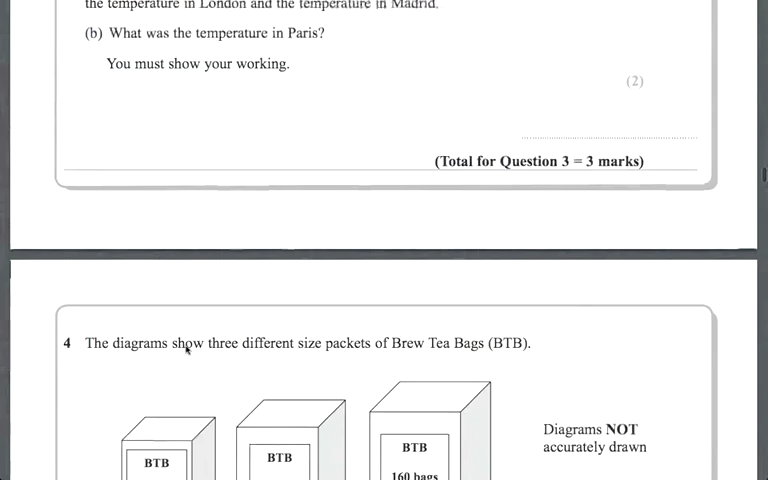 the temperature in London and the temperature in Madrid.
(b) What was the temperature in Paris?
You must show your working.
(2)
(Total for Question 3 = 3 marks)
4 The diagrams show three different size packets of Brew Tea Bags (BTB).
Diagrams NOT
accurately drawn
BTB
BTB
BTB
160 bags